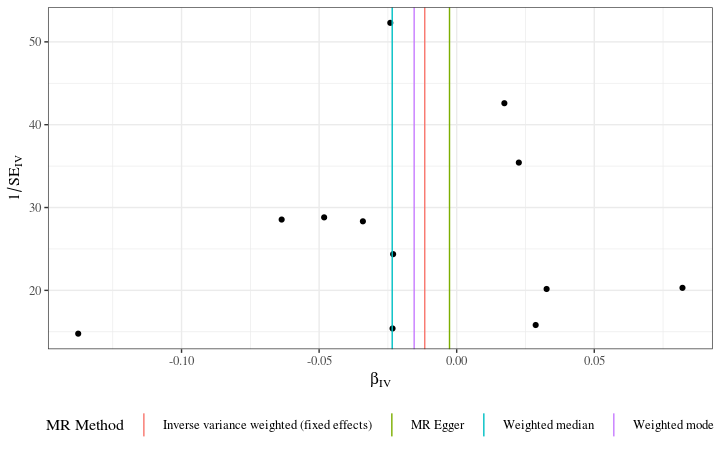 50
40
30
20
1/SE_IV
-0.10 -0.05 0.00 0.05
β_IV
MR Method Inverse variance weighted (fixed effects) MR Egger Weighted median Weighted mode